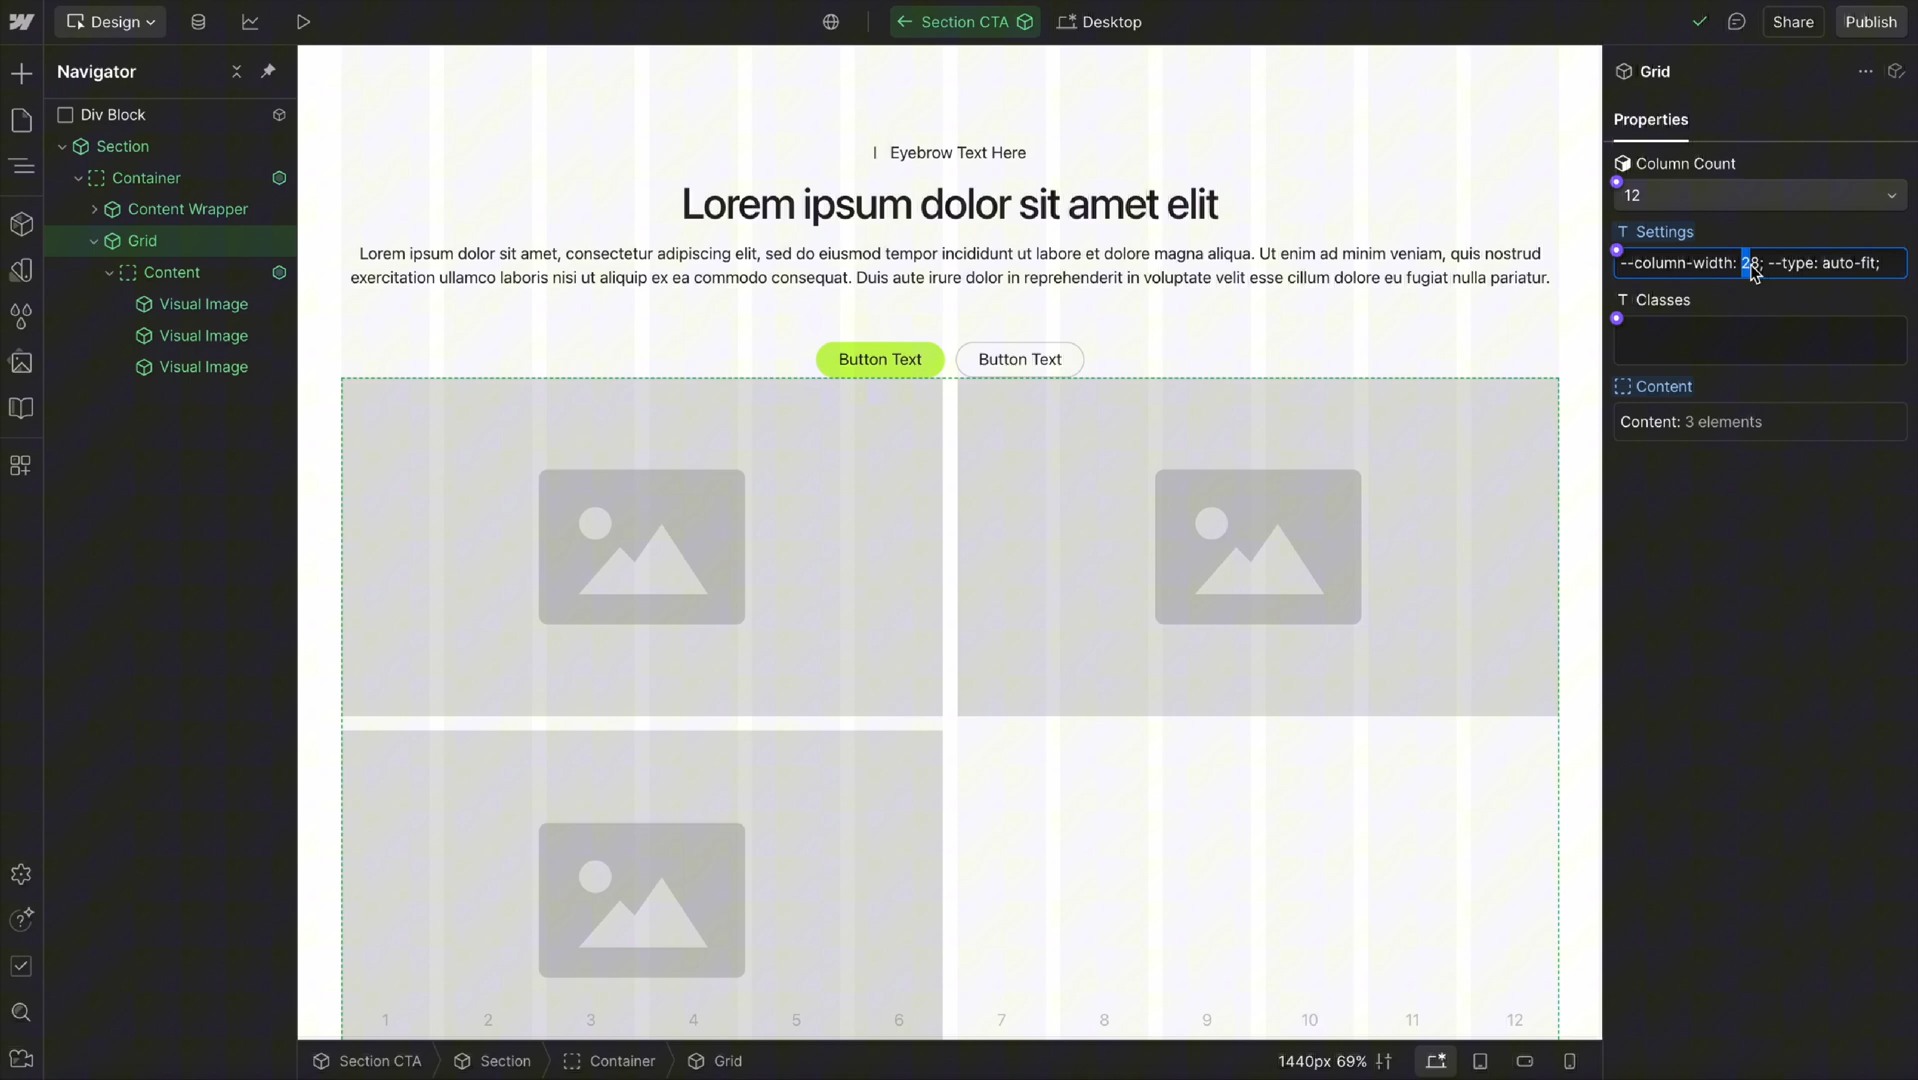 Design
Section CTA
Desktop
Share
Publish
Navigator
Div Block
Section
Container
Content Wrapper
Grid
Content
Visual Image
Visual Image
Visual Image
| Eyebrow Text Here
Lorem ipsum dolor sit amet elit
Lorem ipsum dolor sit amet, consectetur adipiscing elit, sed do eiusmod tempor incididunt ut labore et dolore magna aliqua. Ut enim ad minim veniam, quis nostrud
exercitation ullamco laboris nisi ut aliquip ex ea commodo consequat. Duis aute irure dolor in reprehenderit in voluptate velit esse cillum dolore eu fugiat nulla pariatur.
Button Text
Button Text
1 2 3 4 5 6 7 8 9 10 11 12
Section CTA
Section
Container
Grid
1440px 69%
Grid
Properties
Column Count
12
Settings
--column-width: 28; --type: auto-fit;
Classes
Content
Content: 3 elements